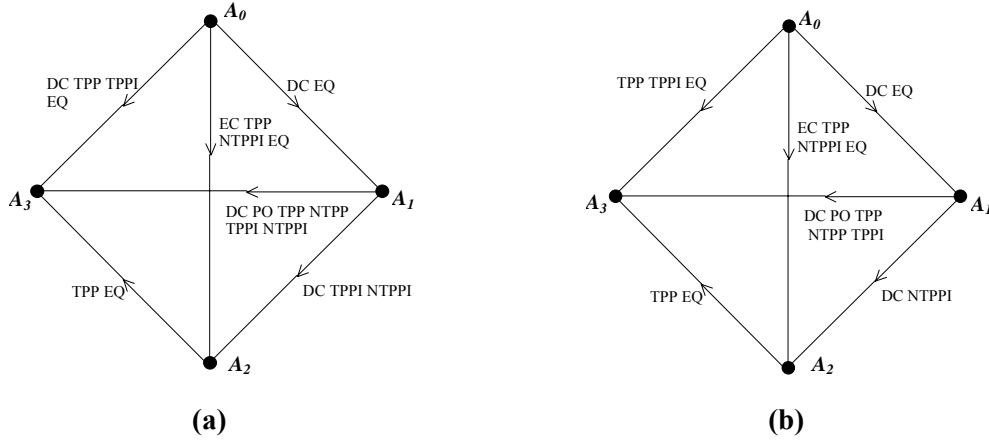 A0
DC TPP TPPI
EQ
DC EQ
EC TPP
NTPPI EQ
A3
A1
DC PO TPP NTPP
TPPI NTPPI
TPP EQ
DC TPPI NTPPI
A2
(a)
A0
TPP TPPI EQ
DC EQ
EC TPP
NTPPI EQ
A3
A1
DC PO TPP
NTPP TPPI
TPP EQ
DC NTPPI
A2
(b)